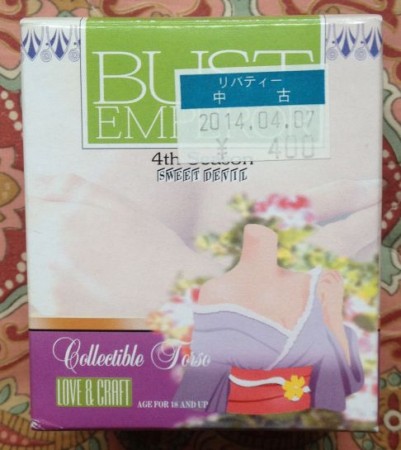 BUST
リバティー
中 古
2014.04.07
¥ 400
4th Season
SWEET DEVIL
Collectible Torso
LOVE & CRAFT
AGE FOR 18 AND UP